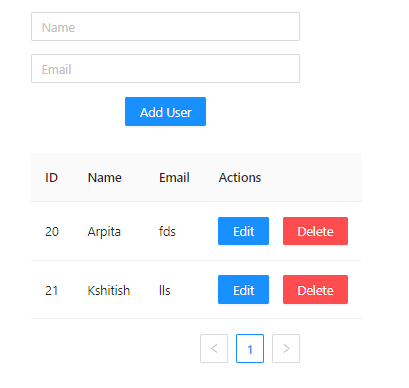 Name
Email
Add User
ID Name Email Actions
20 Arpita fds Edit Delete
21 Kshitish lls Edit Delete
< 1 >